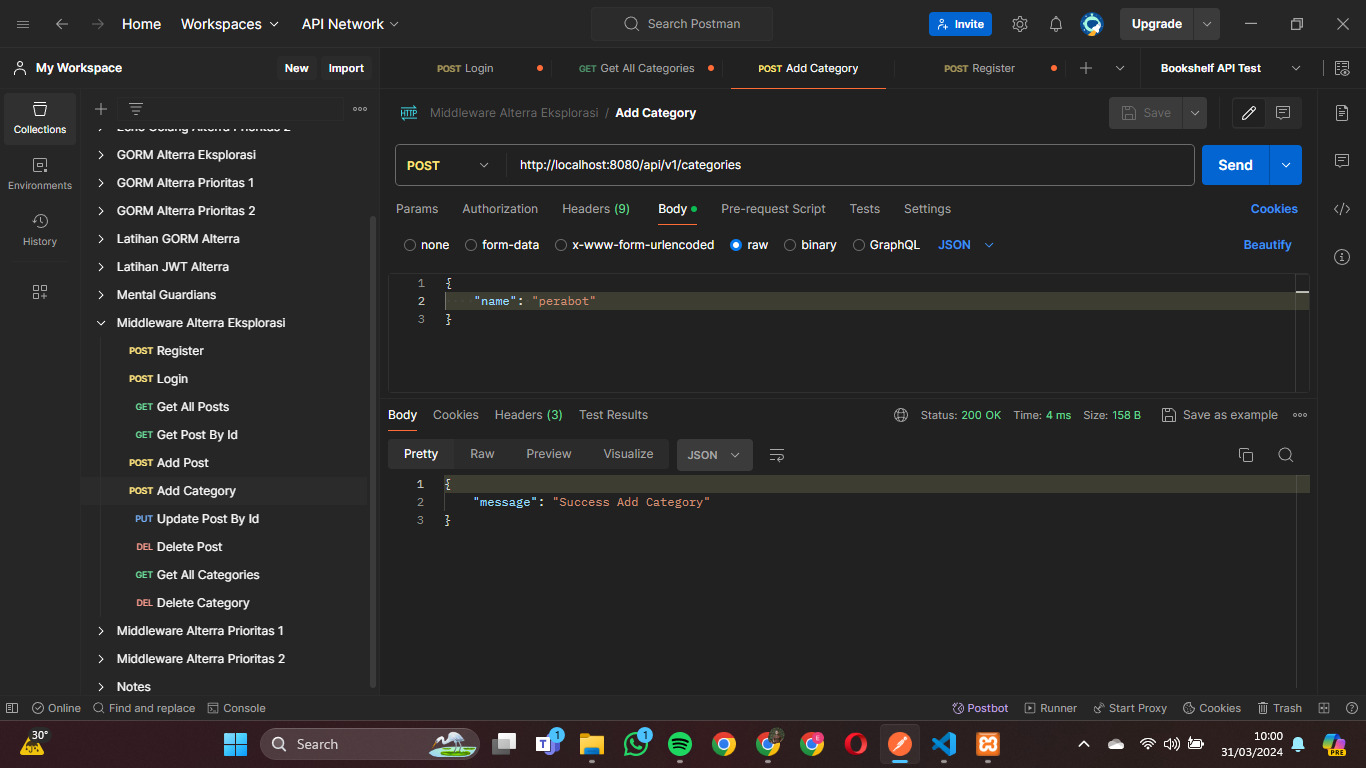 Home Workspaces API Network Search Postman Invite Upgrade
My Workspace New Import POST Login GET Get All Categories POST Add Category POST Register Bookshelf API Test
Collections
Environments
History
GORM Alterra Eksplorasi
GORM Alterra Prioritas 1
GORM Alterra Prioritas 2
Latihan GORM Alterra
Latihan JWT Alterra
Mental Guardians
Middleware Alterra Eksplorasi
POST Register
POST Login
GET Get All Posts
GET Get Post By Id
POST Add Post
POST Add Category
PUT Update Post By Id
DEL Delete Post
GET Get All Categories
DEL Delete Category
Middleware Alterra Prioritas 1
Middleware Alterra Prioritas 2
Notes
HTTP Middleware Alterra Eksplorasi / Add Category Save
POST http://localhost:8080/api/v1/categories Send
Params Authorization Headers (9) Body Pre-request Script Tests Settings Cookies
none form-data x-www-form-urlencoded raw binary GraphQL JSON Beautify
1 {
2 "name": "perabot"
3 }
Body Cookies Headers (3) Test Results Status: 200 OK Time: 4 ms Size: 158 B Save as example
Pretty Raw Preview Visualize JSON
1 {
2 "message": "Success Add Category"
3 }
Online Find and replace Console Postbot Runner Start Proxy Cookies Trash
30° Search 1 1 10:00
31/03/2024
PRE